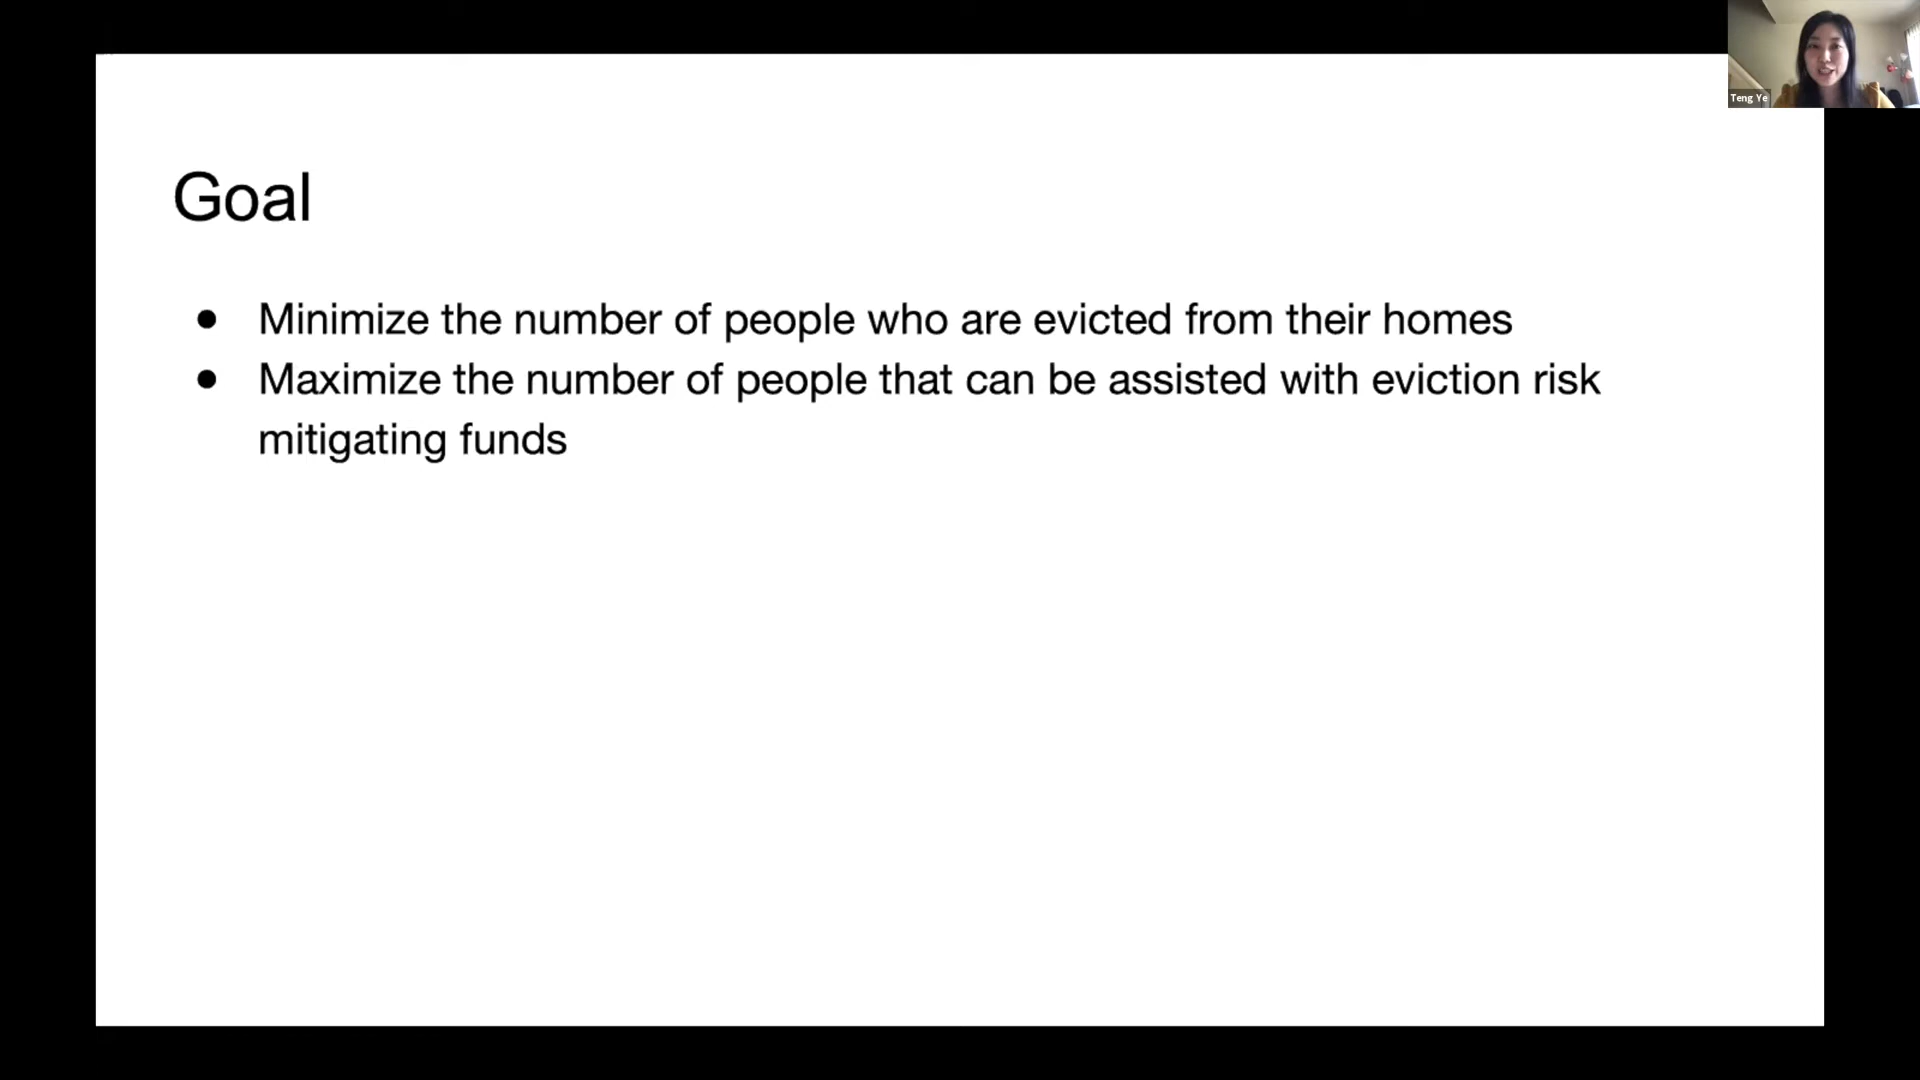 Teng Ye
Goal
● Minimize the number of people who are evicted from their homes
● Maximize the number of people that can be assisted with eviction risk
mitigating funds